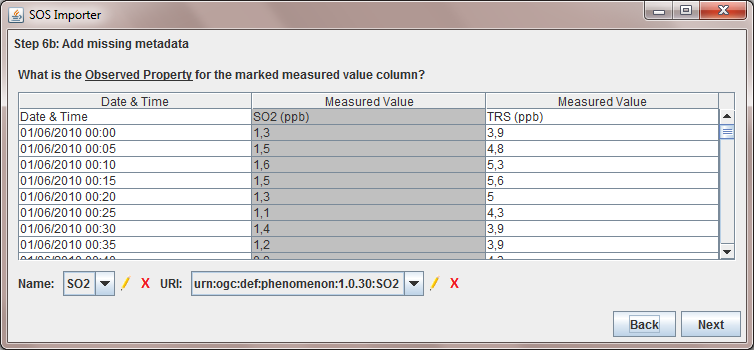 SOS Importer
Step 6b: Add missing metadata
What is the Observed Property for the marked measured value column?
Date & Time Measured Value Measured Value
Date & Time SO2 (ppb) TRS (ppb)
01/06/2010 00:00 1,3 3,9
01/06/2010 00:05 1,5 4,8
01/06/2010 00:10 1,6 5,3
01/06/2010 00:15 1,5 5,6
01/06/2010 00:20 1,3 5
01/06/2010 00:25 1,1 4,3
01/06/2010 00:30 1,4 3,9
01/06/2010 00:35 1,2 3,9
Name: SO2 X URI: urn:ogc:def:phenomenon:1.0.30:SO2 X
Back Next